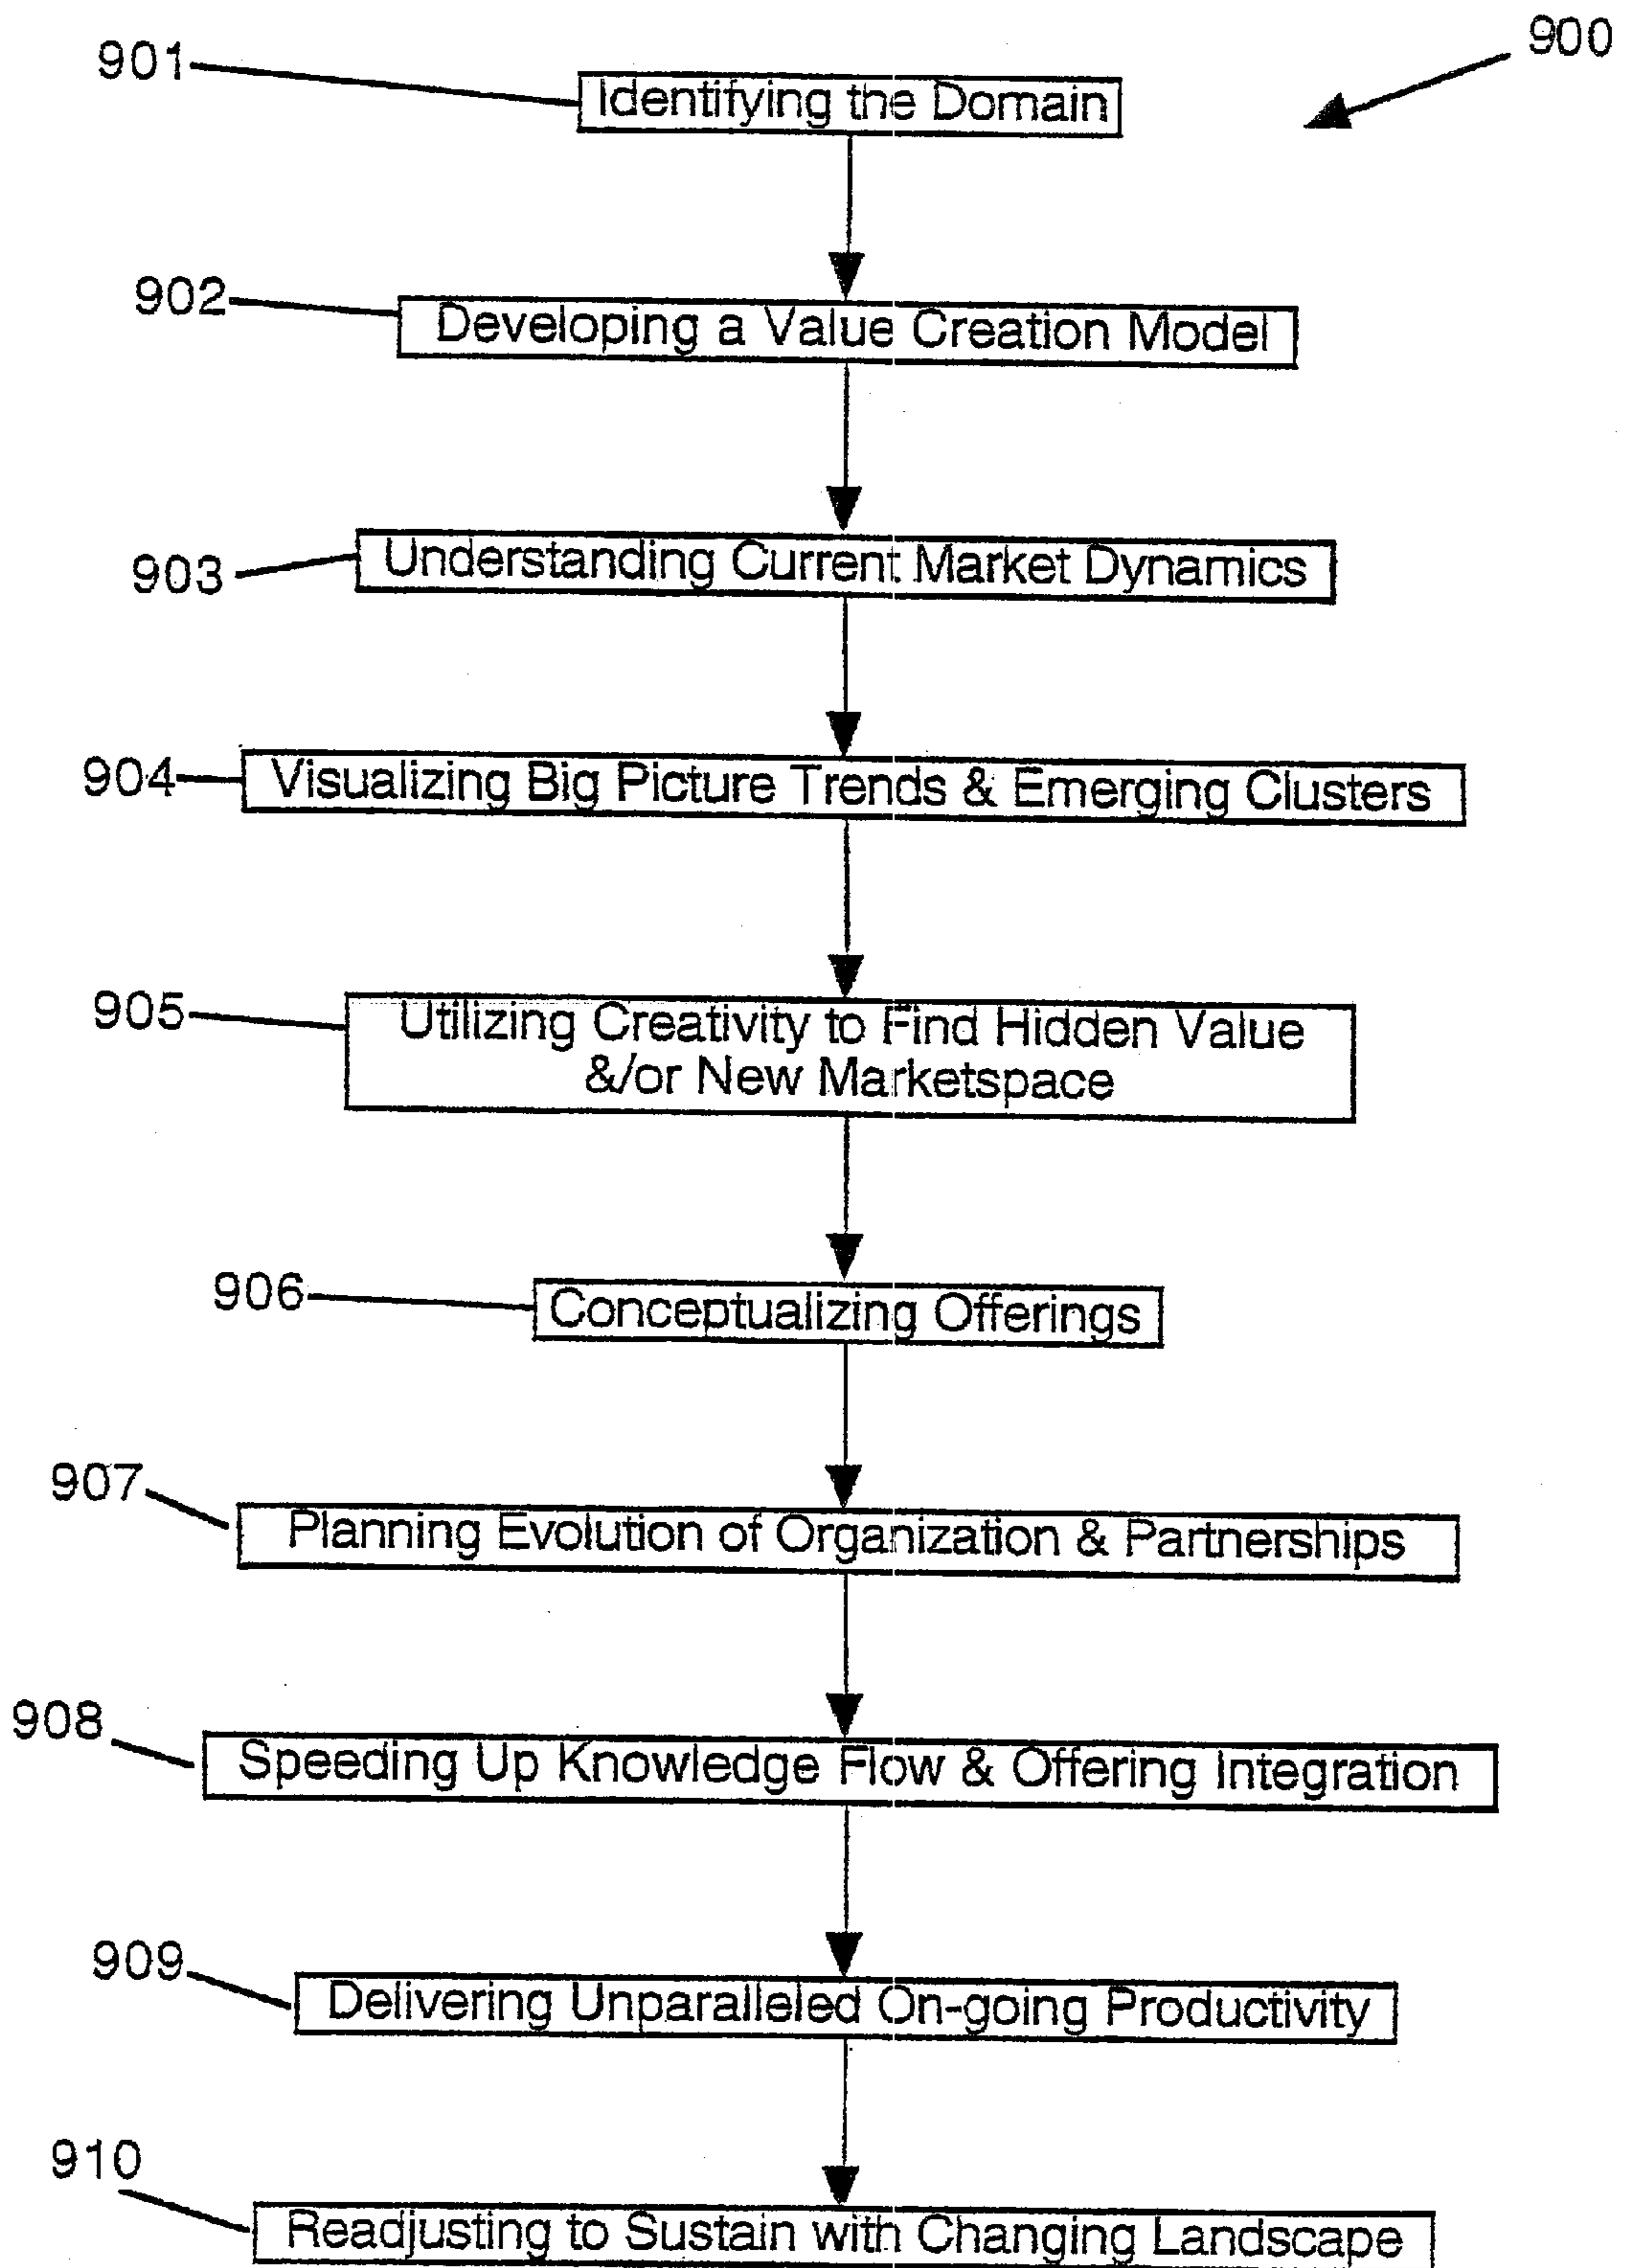 900
901
Identifying the Domain
902
Developing a Value Creation Model
903
Understanding Current Market Dynamics
904
Visualizing Big Picture Trends & Emerging Clusters
905
Utilizing Creativity to Find Hidden Value
&/or New Marketspace
906
Conceptualizing Offerings
907
Planning Evolution of Organization & Partnerships
908
Speeding Up Knowledge Flow & Offering Integration
909
Delivering Unparalleled On-going Productivity
910
Readjusting to Sustain with Changing Landscape